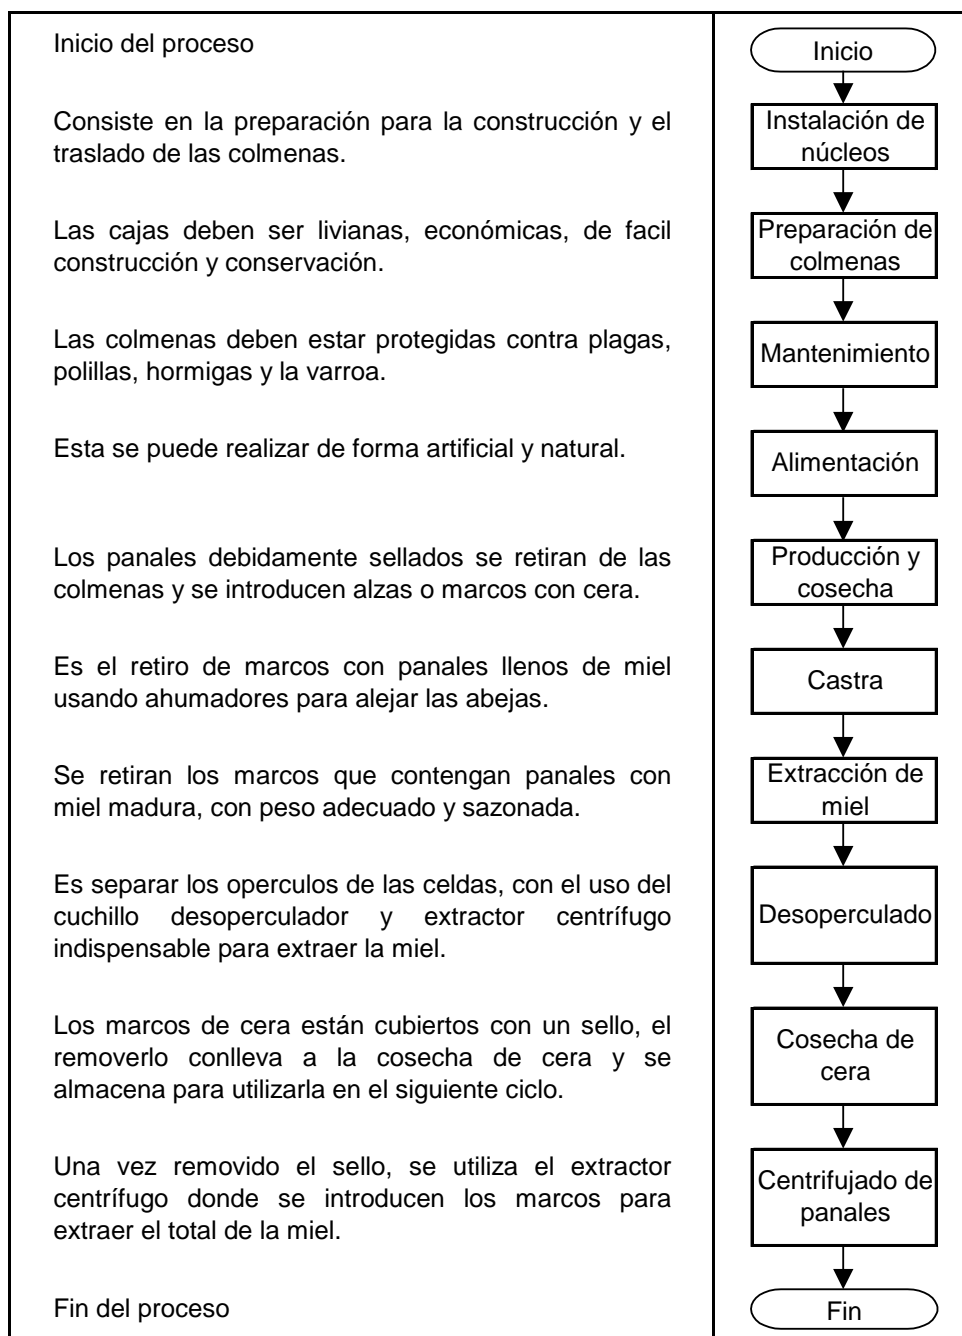 Inicio del proceso
Inicio
Consiste en la preparación para la construcción y el
traslado de las colmenas.
Instalación de
núcleos
Las cajas deben ser livianas, económicas, de facil
construcción y conservación.
Preparación de
colmenas
Las colmenas deben estar protegidas contra plagas,
polillas, hormigas y la varroa.
Mantenimiento
Esta se puede realizar de forma artificial y natural.
Alimentación
Los panales debidamente sellados se retiran de las
colmenas y se introducen alzas o marcos con cera.
Producción y
cosecha
Es el retiro de marcos con panales llenos de miel
usando ahumadores para alejar las abejas.
Castra
Se retiran los marcos que contengan panales con
miel madura, con peso adecuado y sazonada.
Extracción de
miel
Es separar los operculos de las celdas, con el uso del
cuchillo desoperculador y extractor centrífugo
indispensable para extraer la miel.
Desoperculado
Los marcos de cera están cubiertos con un sello, el
removerlo conlleva a la cosecha de cera y se
almacena para utilizarla en el siguiente ciclo.
Cosecha de
cera
Una vez removido el sello, se utiliza el extractor
centrífugo donde se introducen los marcos para
extraer el total de la miel.
Centrifujado de
panales
Fin del proceso
Fin